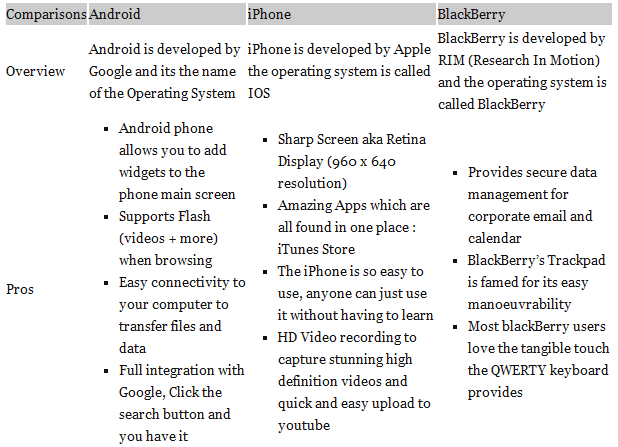 Comparisons Android iPhone BlackBerry
Overview
Android is developed by
Google and its the name
of the Operating System
iPhone is developed by Apple
the operating system is called
IOS
BlackBerry is developed by
RIM (Research In Motion)
and the operating system is
called BlackBerry
Pros
▪ Android phone
allows you to add
widgets to the
phone main screen
▪ Supports Flash
(videos + more)
when browsing
▪ Easy connectivity to
your computer to
transfer files and
data
▪ Full integration with
Google, Click the
search button and
you have it
▪ Sharp Screen aka Retina
Display (960 x 640
resolution)
▪ Amazing Apps which are
all found in one place :
iTunes Store
▪ The iPhone is so easy to
use, anyone can just use
it without having to learn
▪ HD Video recording to
capture stunning high
definition videos and
quick and easy upload to
youtube
▪ Provides secure data
management for
corporate email and
calendar
▪ BlackBerry’s Trackpad
is famed for its easy
manoeuvrability
▪ Most blackBerry users
love the tangible touch
the QWERTY keyboard
provides